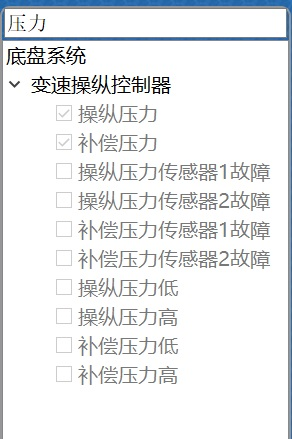 压力
底盘系统
变速操纵控制器
操纵压力
补偿压力
操纵压力传感器1故障
操纵压力传感器2故障
补偿压力传感器1故障
补偿压力传感器2故障
操纵压力低
操纵压力高
补偿压力低
补偿压力高